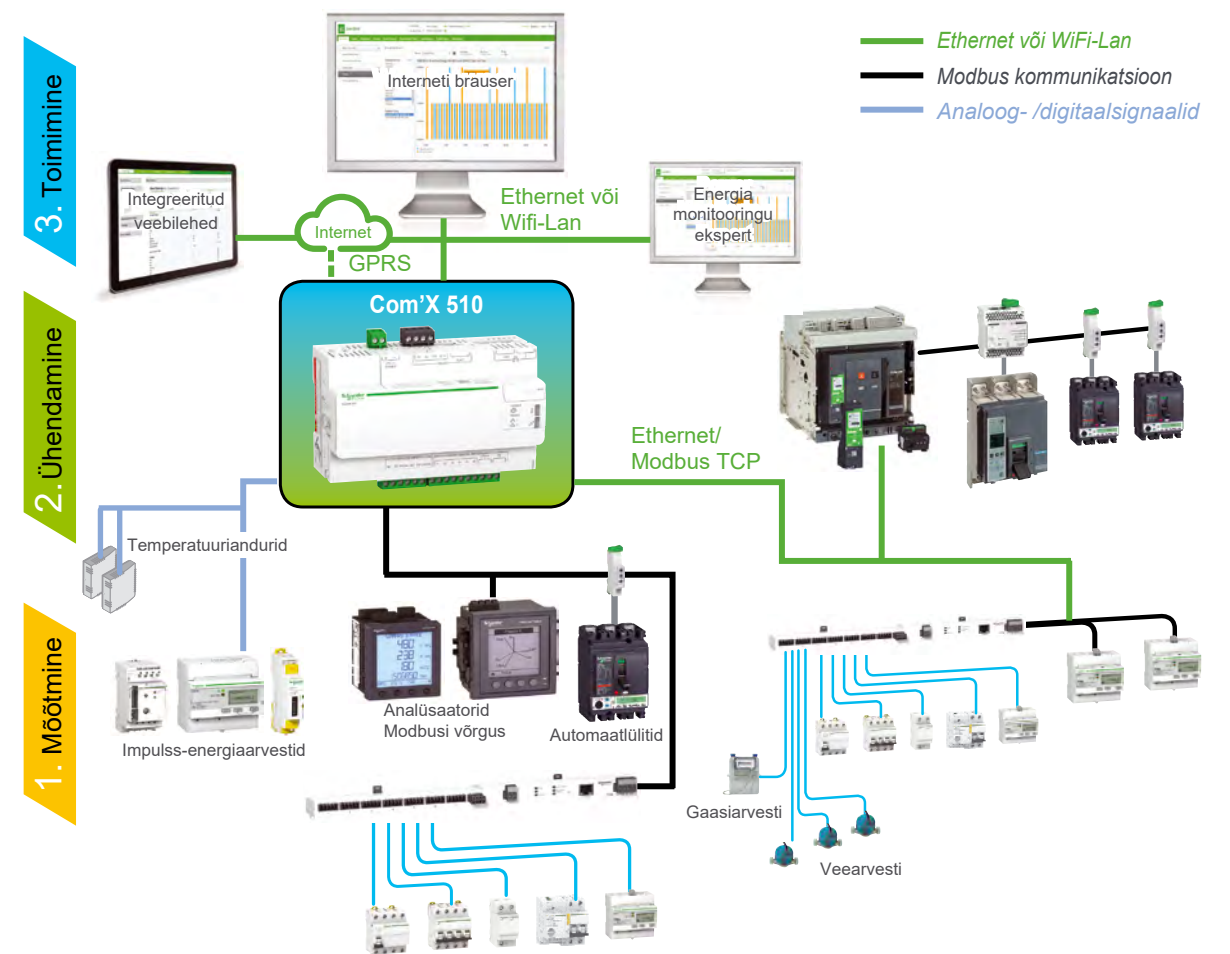 Ethernet või WiFi-Lan
Modbus kommunikatsioon
Analoog- /digitaalsignaalid
3. Toimimine
Interneti brauser
Integreeritud
veebilehed
Internet
GPRS
Ethernet või
Wifi-Lan
Energia
monitooringu
ekspert
2. Ühendamine
Com’X 510
Ethernet/
Modbus TCP
Temperatuuriandurid
1. Mõõtmine
Impulss-energiaarvestid
Analüsaatorid
Modbusi võrgus
Automaatlülitid
Gaasiarvesti
Veearvesti